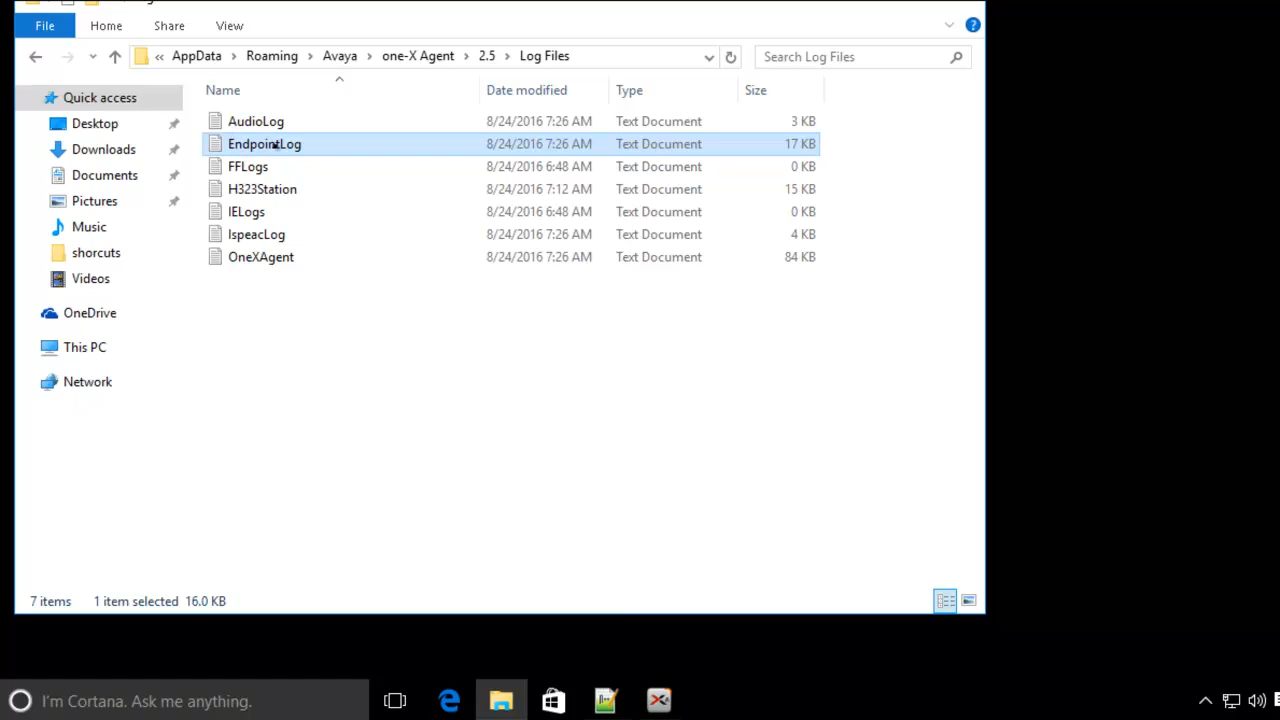 File Home Share View
« AppData Roaming Avaya one-X Agent 2.5 Log Files Search Log Files
Name Date modified Type Size
Quick access
Desktop
Downloads
Documents
Pictures
Music
shorcuts
Videos
OneDrive
This PC
Network
AudioLog 8/24/2016 7:26 AM Text Document 3 KB
EndpointLog 8/24/2016 7:26 AM Text Document 17 KB
FFLogs 8/24/2016 6:48 AM Text Document 0 KB
H323Station 8/24/2016 7:12 AM Text Document 15 KB
IELogs 8/24/2016 6:48 AM Text Document 0 KB
IspeacLog 8/24/2016 7:26 AM Text Document 4 KB
OneXAgent 8/24/2016 7:26 AM Text Document 84 KB
7 items 1 item selected 16.0 KB
I'm Cortana. Ask me anything.